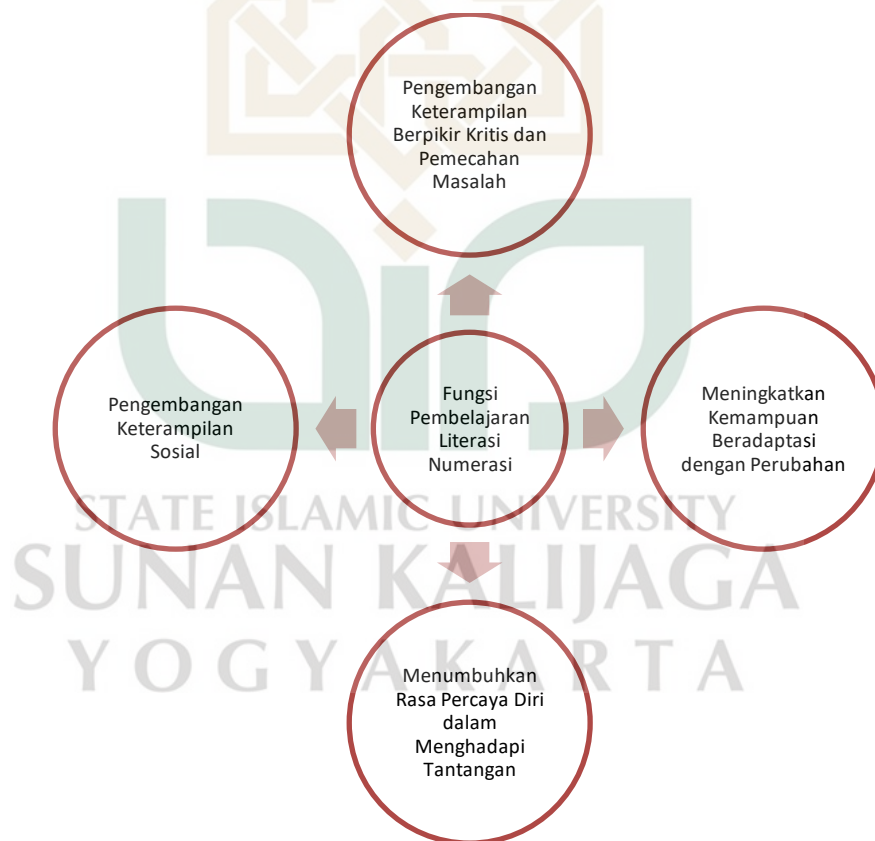 Pengembangan
Keterampilan
Berpikir Kritis dan
Pemecahan
Masalah
Pengembangan
Keterampilan
Sosial
Fungsi
Pembelajaran
Literasi
Numerasi
Meningkatkan
Kemampuan
Beradaptasi
dengan Perubahan
STATE ISLAMIC UNIVERSITY
SUNAN KALIJAGA
YOGYAKARTA
Menumbuhkan
Rasa Percaya Diri
dalam
Menghadapi
Tantangan